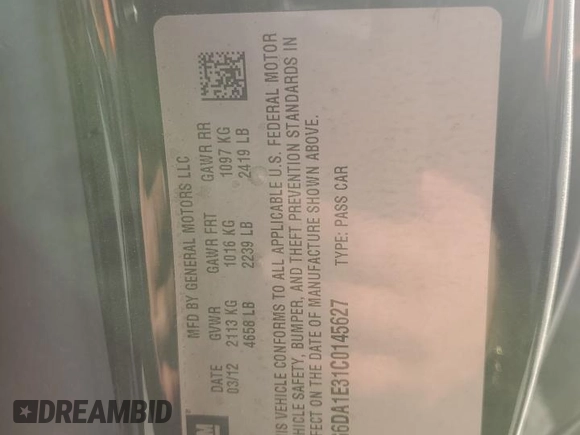 MFD BY GENERAL MOTORS LLC
DATE GVWR GAWR FRT GAWR RR
03/12 2113 KG 1016 KG 1097 KG
4658 LB 2239 LB 2419 LB
GM
®
IS VEHICLE CONFORMS TO ALL APPLICABLE U.S. FEDERAL MOTOR
VEHICLE SAFETY, BUMPER, AND THEFT PREVENTION STANDARDS IN
EFFECT ON THE DATE OF MANUFACTURE SHOWN ABOVE.
6DA1E31C0145627 TYPE: PASS CAR
DREAMBID